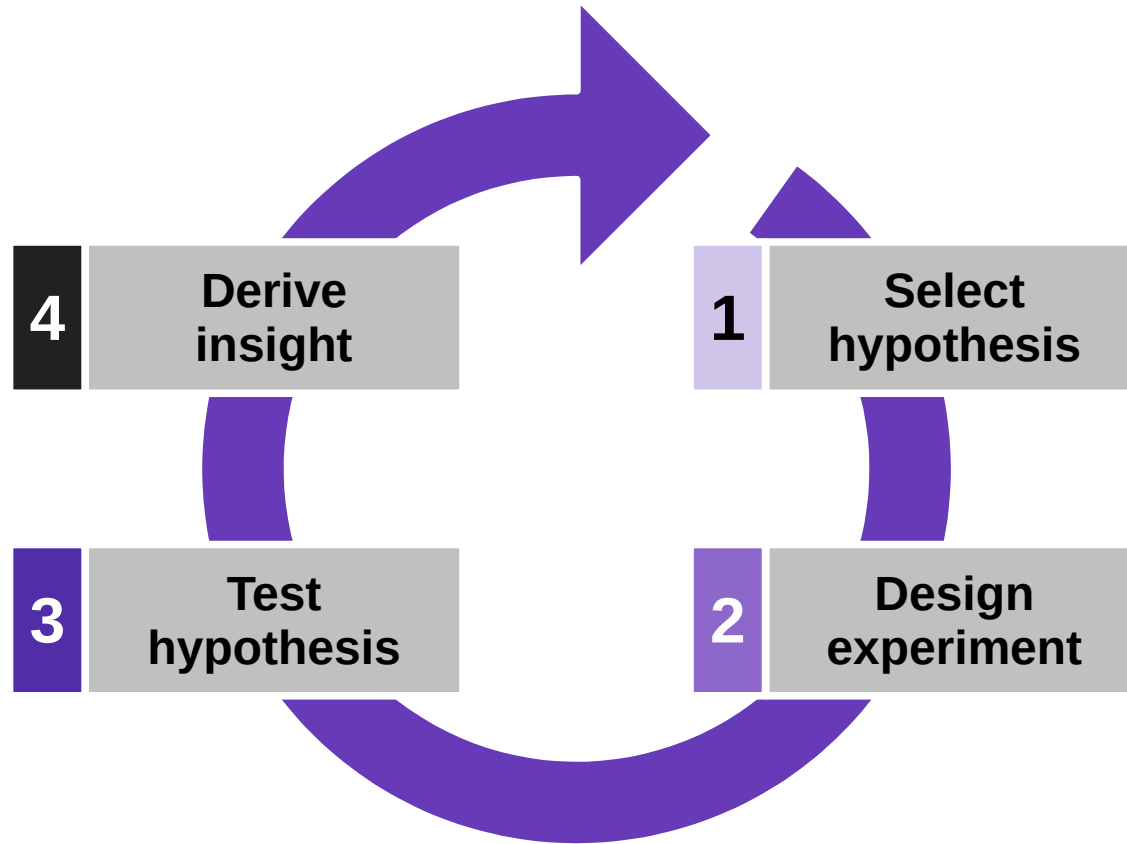 4
Derive
insight
1
Select
hypothesis
3
Test
hypothesis
2
Design
experiment